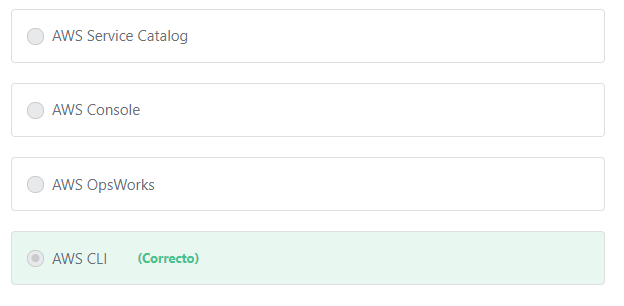 AWS Service Catalog
AWS Console
AWS OpsWorks
AWS CLI (Correcto)